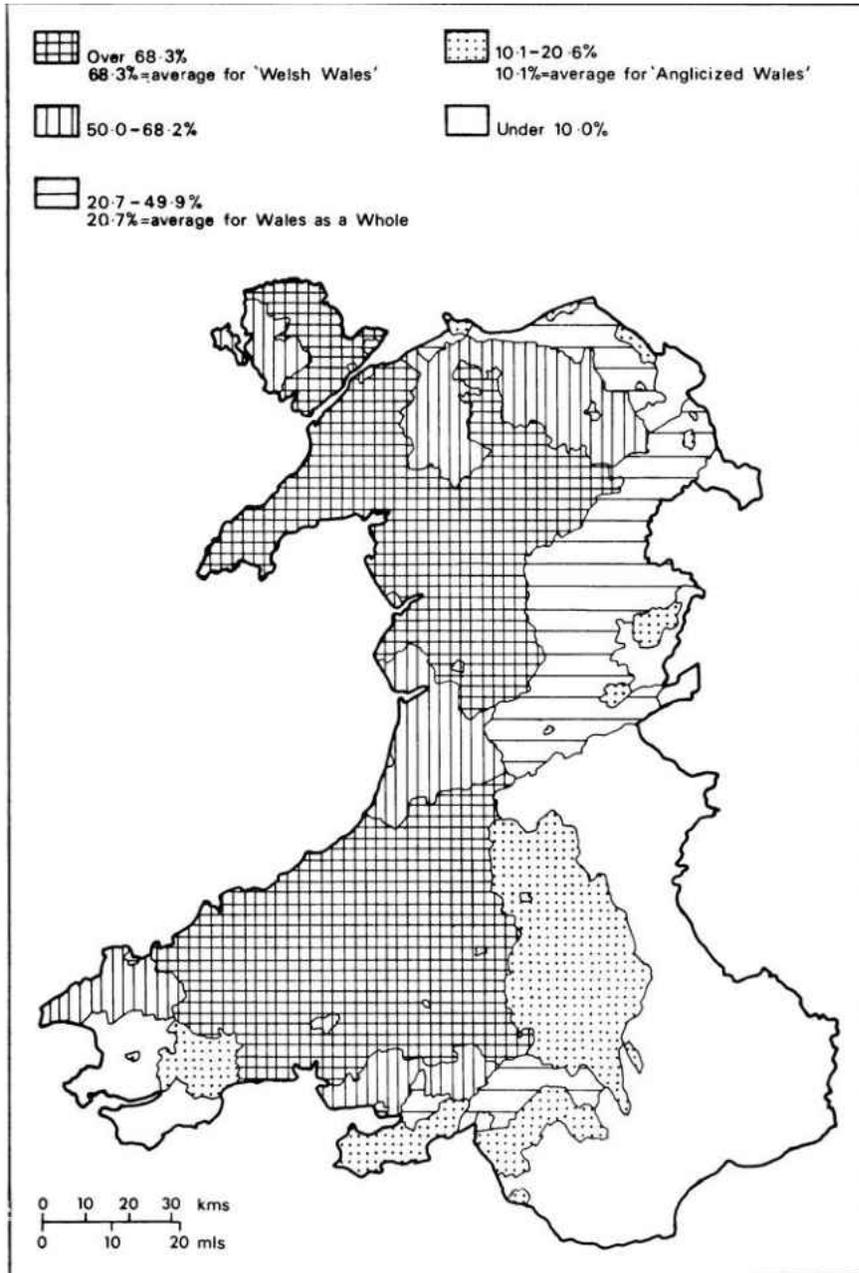 Over 68·3%
68·3%=average for 'Welsh Wales'
50·0–68·2%
20·7–49·9%
20·7%=average for Wales as a Whole
10·1–20·6%
10·1%=average for 'Anglicized Wales'
Under 10·0%
0 10 20 30 kms
0 10 20 mls